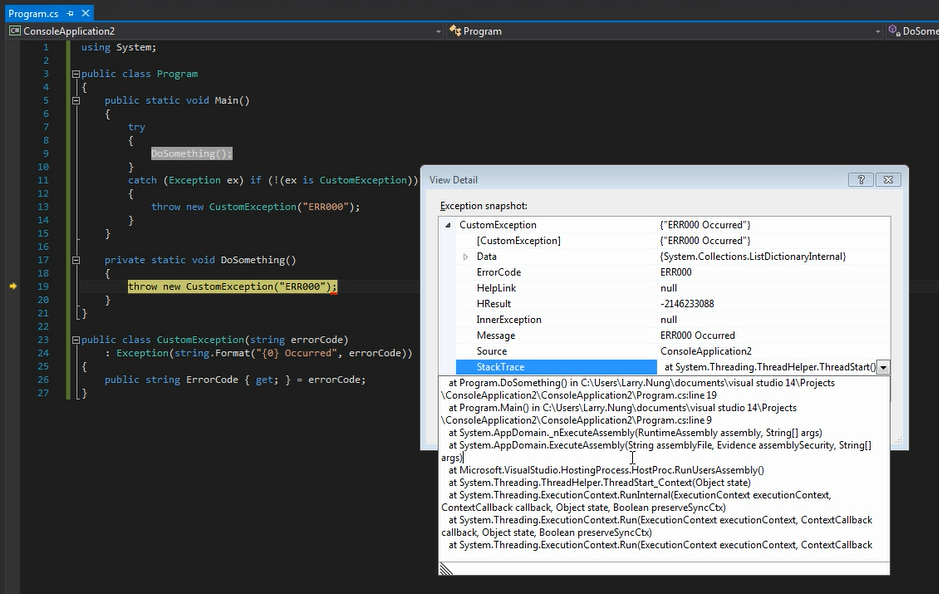 Program.cs
ConsoleApplication2
Program
DoSome
1 using System;
2
3 public class Program
4 {
5 public static void Main()
6 {
7 try
8 {
9 DoSomething();
10 }
11 catch (Exception ex) if (!(ex is CustomException))
12 {
13 throw new CustomException("ERR000");
14 }
15 }
16
17 private static void DoSomething()
18 {
19 throw new CustomException("ERR000");
20 }
21 }
22
23 public class CustomException(string errorCode)
24 : Exception(string.Format("{0} Occurred", errorCode))
25 {
26 public string ErrorCode { get; } = errorCode;
27 }
View Detail
Exception snapshot:
CustomException {"ERR000 Occurred"}
[CustomException] {"ERR000 Occurred"}
Data {System.Collections.ListDictionaryInternal}
ErrorCode ERR000
HelpLink null
HResult -2146233088
InnerException null
Message ERR000 Occurred
Source ConsoleApplication2
StackTrace at System.Threading.ThreadHelper.ThreadStart()
at Program.DoSomething() in C:\Users\Larry.Nung\documents\visual studio 14\Projects
\ConsoleApplication2\ConsoleApplication2\Program.cs:line 19
at Program.Main() in C:\Users\Larry.Nung\documents\visual studio 14\Projects
\ConsoleApplication2\ConsoleApplication2\Program.cs:line 9
at System.AppDomain._nExecuteAssembly(RuntimeAssembly assembly, String[] args)
at System.AppDomain.ExecuteAssembly(String assemblyFile, Evidence assemblySecurity, String[]
args)
at Microsoft.VisualStudio.HostingProcess.HostProc.RunUsersAssembly()
at System.Threading.ThreadHelper.ThreadStart_Context(Object state)
at System.Threading.ExecutionContext.RunInternal(ExecutionContext executionContext,
ContextCallback callback, Object state, Boolean preserveSyncCtx)
at System.Threading.ExecutionContext.Run(ExecutionContext executionContext, ContextCallback
callback, Object state, Boolean preserveSyncCtx)
at System.Threading.ExecutionContext.Run(ExecutionContext executionContext, ContextCallback